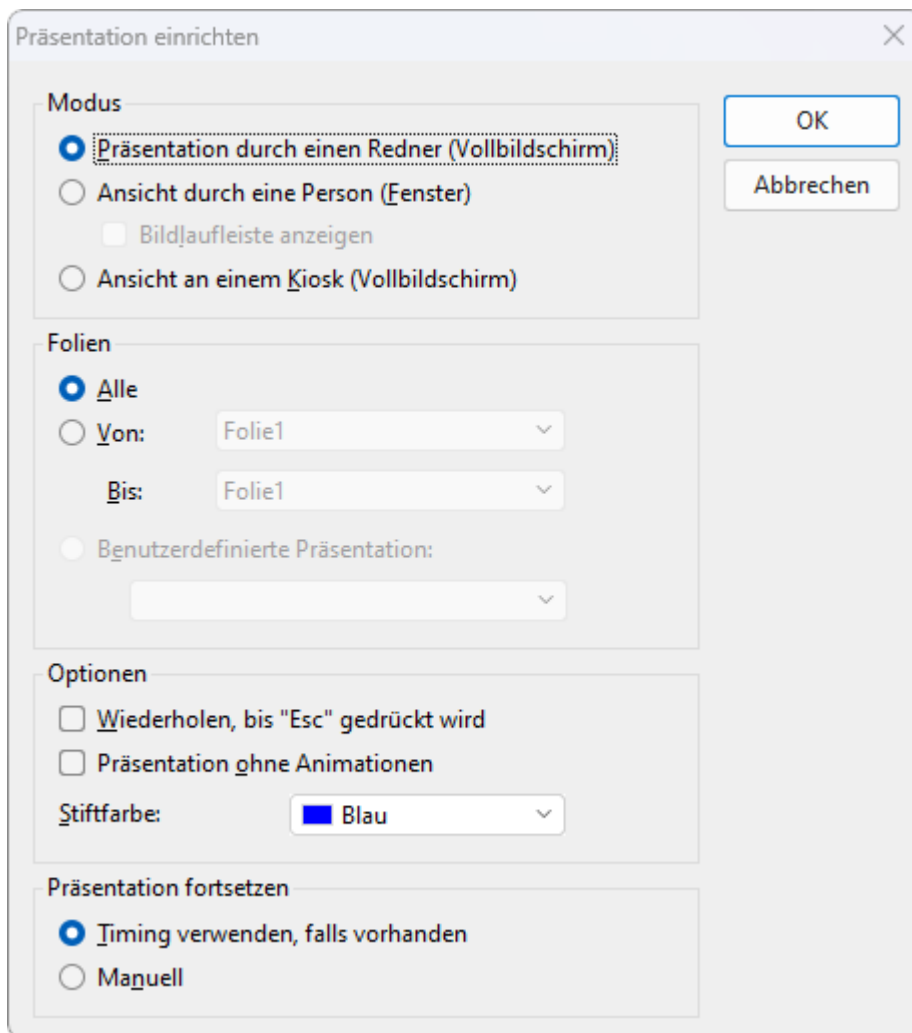 Präsentation einrichten
Modus
OK
Präsentation durch einen Redner (Vollbildschirm)
Abbrechen
Ansicht durch eine Person (Fenster)
Bildlaufleiste anzeigen
Ansicht an einem Kiosk (Vollbildschirm)
Folien
Alle
Von: Folie1
Bis: Folie1
Benutzerdefinierte Präsentation:
Optionen
Wiederholen, bis "Esc" gedrückt wird
Präsentation ohne Animationen
Stiftfarbe: Blau
Präsentation fortsetzen
Timing verwenden, falls vorhanden
Manuell